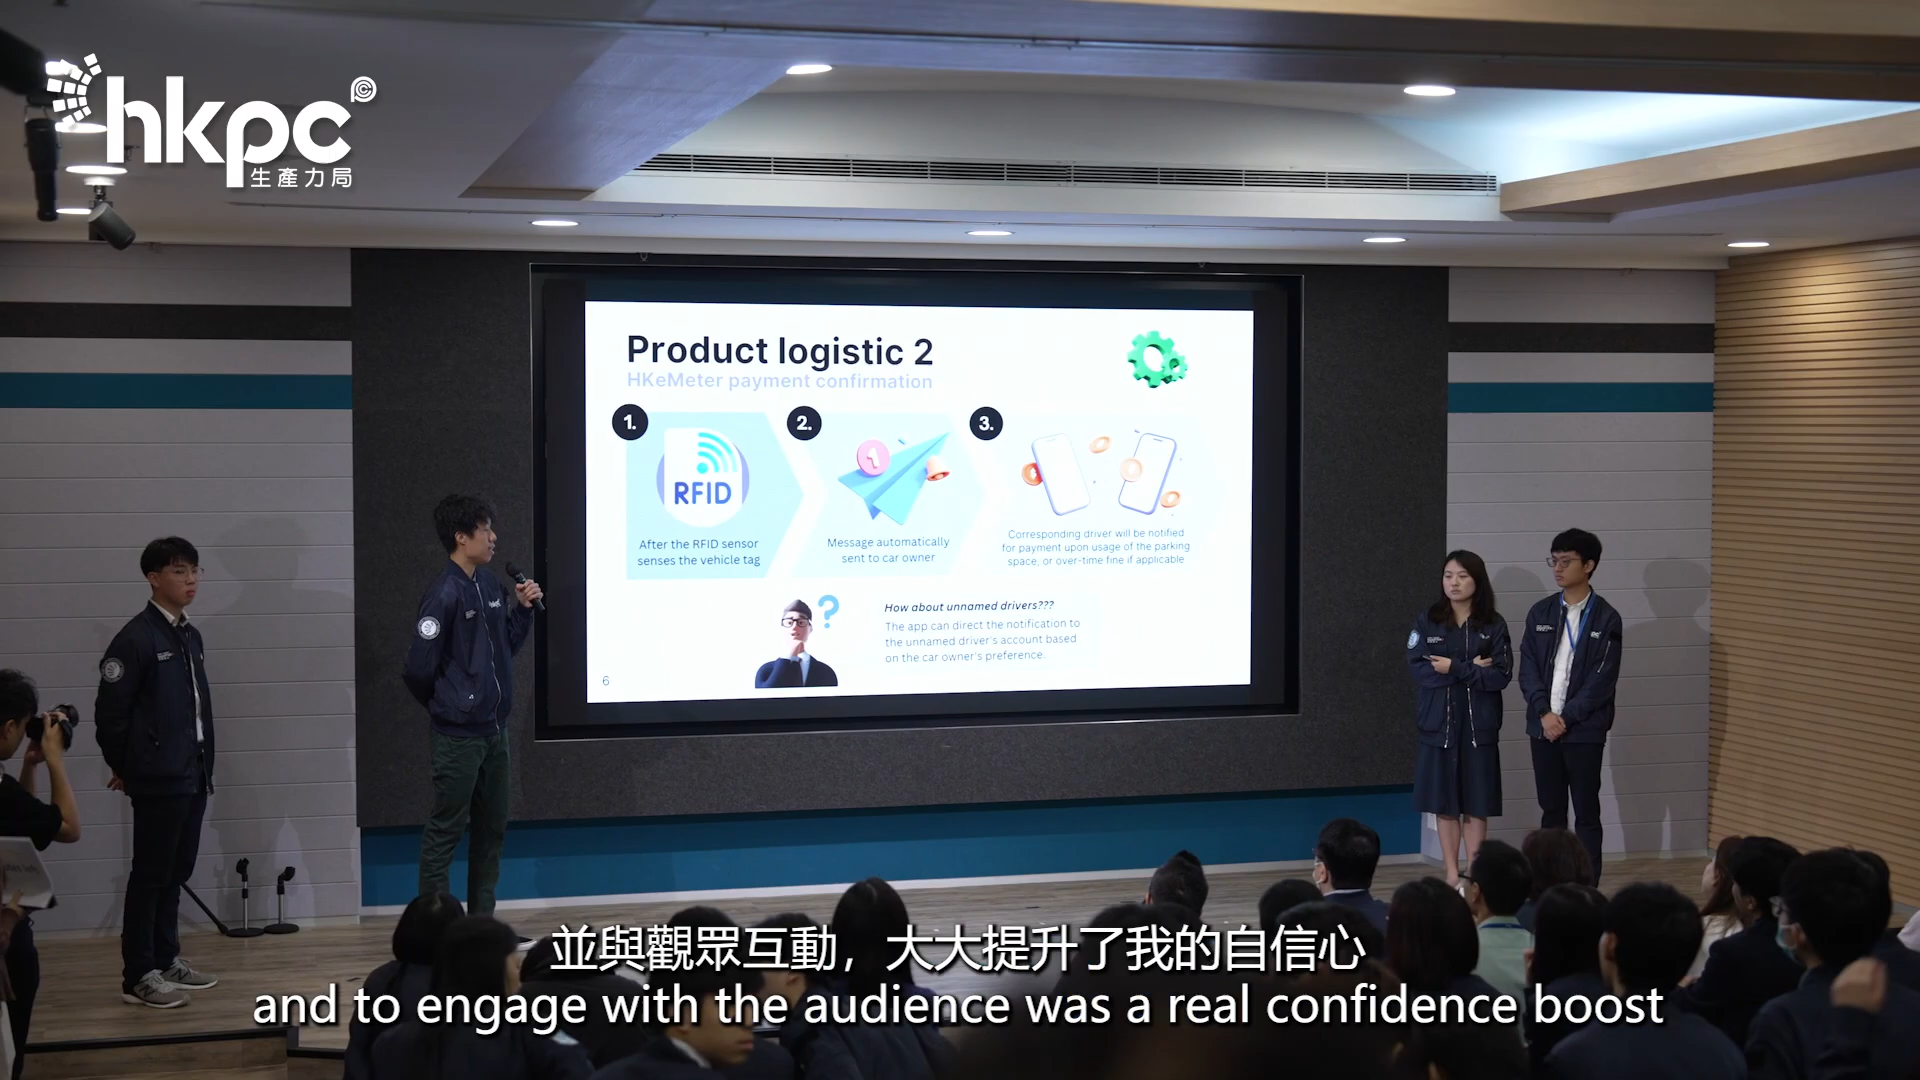 hkpc
生產力局
Product logistic 2
HKeMeter payment confirmation
1.
2.
3.
RFID
1
After the RFID sensor
senses the vehicle tag
Message automatically
sent to car owner
Corresponding driver will be notified
for payment upon usage of the parking
space, or over-time fine if applicable
?
How about unnamed drivers???
The app can direct the notification to
the unnamed driver's account based
on the car owner's preference.
6
並與觀眾互動，大大提升了我的自信心
and to engage with the audience was a real confidence boost